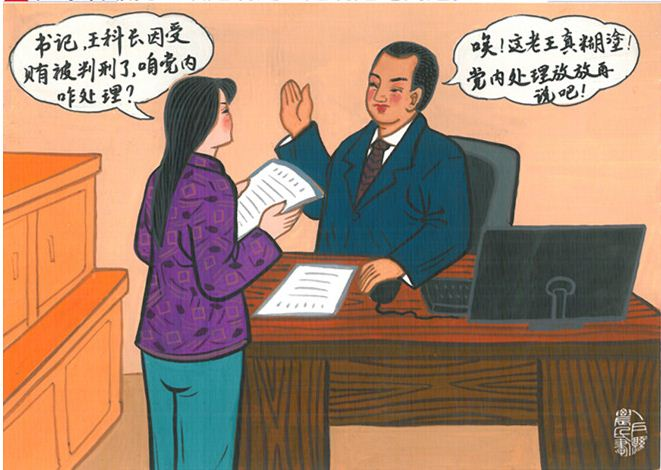 书记,王科长因受
贿被判刑了,咱党内
咋处理?
唉!这老王真糊塗!
党内处理放放再
说吧!